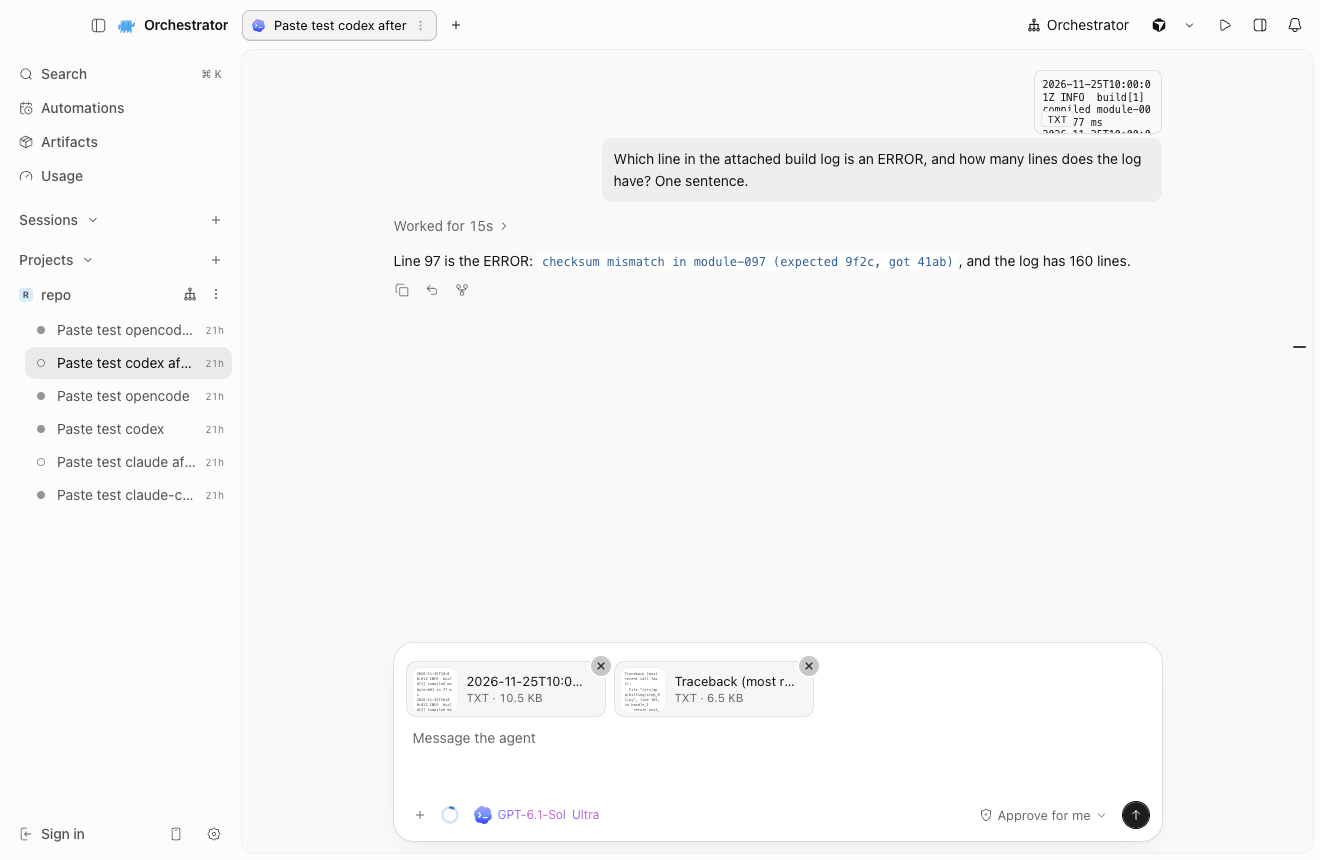 Orchestrator
Paste test codex after
Orchestrator
Search
⌘ K
Automations
Artifacts
Usage
Sessions
Projects
R
repo
Paste test opencod...
21h
Paste test codex af...
21h
Paste test opencode
21h
Paste test codex
21h
Paste test claude af...
21h
Paste test claude-c...
21h
Sign in
2026-11-25T10:00:0
1Z INFO build[1]
compiled module-00
TXT
77 ms
2026-11-25T10:00:0
Which line in the attached build log is an ERROR, and how many lines does the log
have? One sentence.
Worked for 15s
Line 97 is the ERROR: checksum mismatch in module-097 (expected 9f2c, got 41ab) , and the log has 160 lines.
2026-11-25T10:0...
TXT · 10.5 KB
Traceback (most r...
TXT · 6.5 KB
Message the agent
GPT-6.1-Sol Ultra
Approve for me